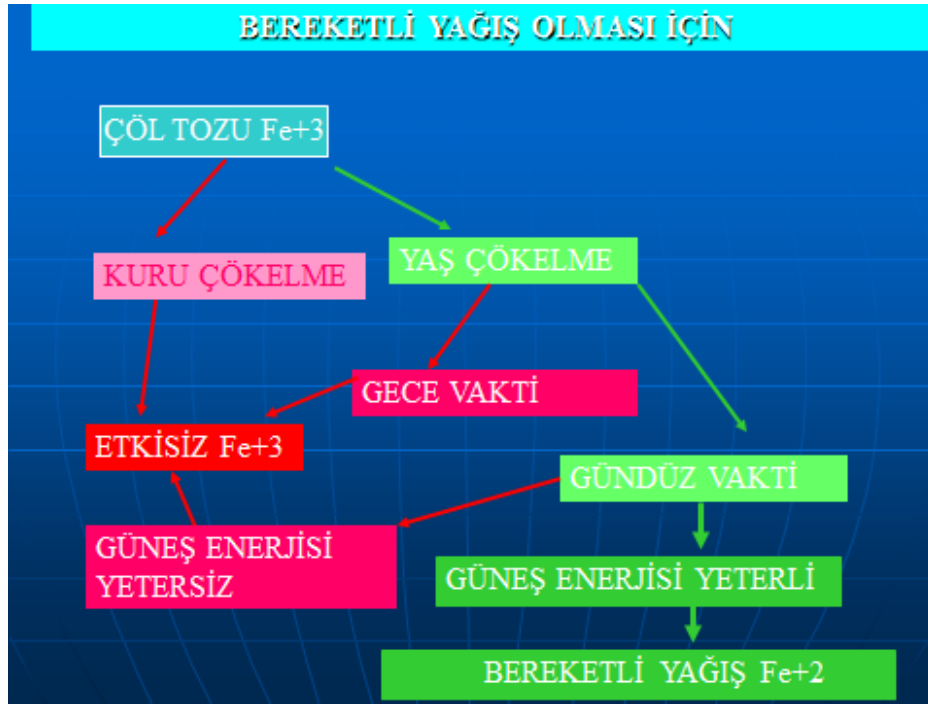 BEREKETLİ YAĞIŞ OLMASI İÇİN
ÇÖL TOZU Fe+3
KURU ÇÖKELME
YAŞ ÇÖKELME
GECE VAKTİ
ETKİSİZ Fe+3
GÜNDÜZ VAKTİ
GÜNEŞ ENERJİSİ
YETERSİZ
GÜNEŞ ENERJİSİ YETERLİ
BEREKETLİ YAĞIŞ Fe+2